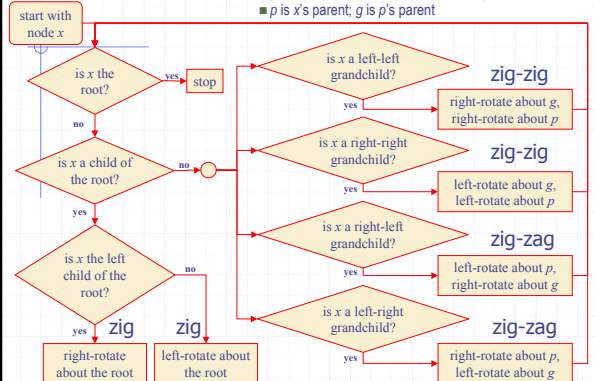 ■ p is x's parent; g is p's parent
start with
node x
is x the
root?
yes
stop
no
is x a child of
the root?
no
yes
is x the left
child of the
root?
no
yes
zig
zig
right-rotate
about the root
left-rotate about
the root
is x a left-left
grandchild?
yes
zig-zig
right-rotate about g,
right-rotate about p
is x a right-right
grandchild?
yes
zig-zig
left-rotate about g,
left-rotate about p
is x a right-left
grandchild?
yes
zig-zag
left-rotate about p,
right-rotate about g
is x a left-right
grandchild?
yes
zig-zag
right-rotate about p,
left-rotate about g